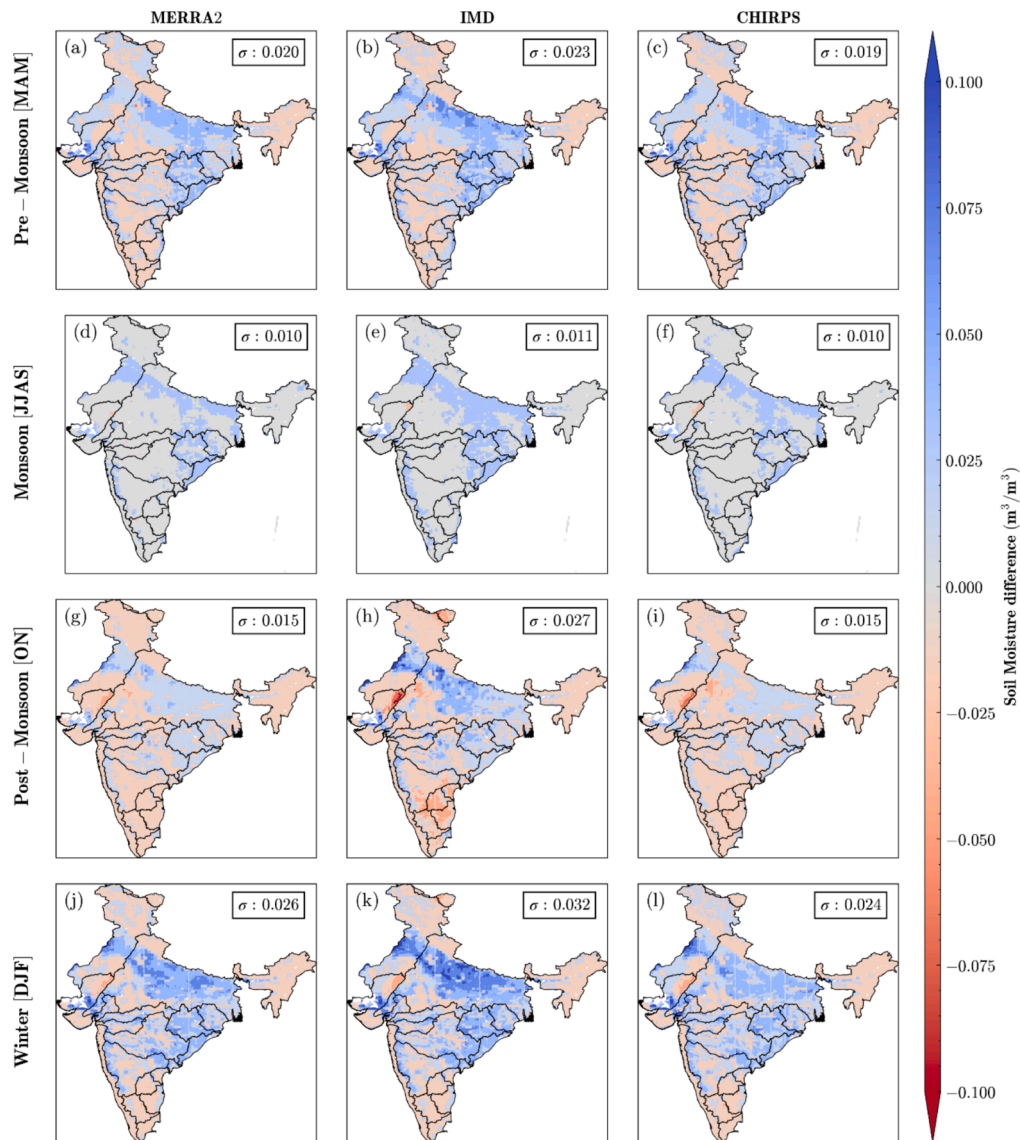 MERRA2 IMD CHIRPS
Pre − Monsoon [MAM]
(a) σ : 0.020
(b) σ : 0.023
(c) σ : 0.019
Monsoon [JJAS]
(d) σ : 0.010
(e) σ : 0.011
(f) σ : 0.010
Post − Monsoon [ON]
(g) σ : 0.015
(h) σ : 0.027
(i) σ : 0.015
Winter [DJF]
(j) σ : 0.026
(k) σ : 0.032
(l) σ : 0.024
0.100
0.075
0.050
0.025
0.000
−0.025
−0.050
−0.075
−0.100
Soil Moisture difference (m³/m³)